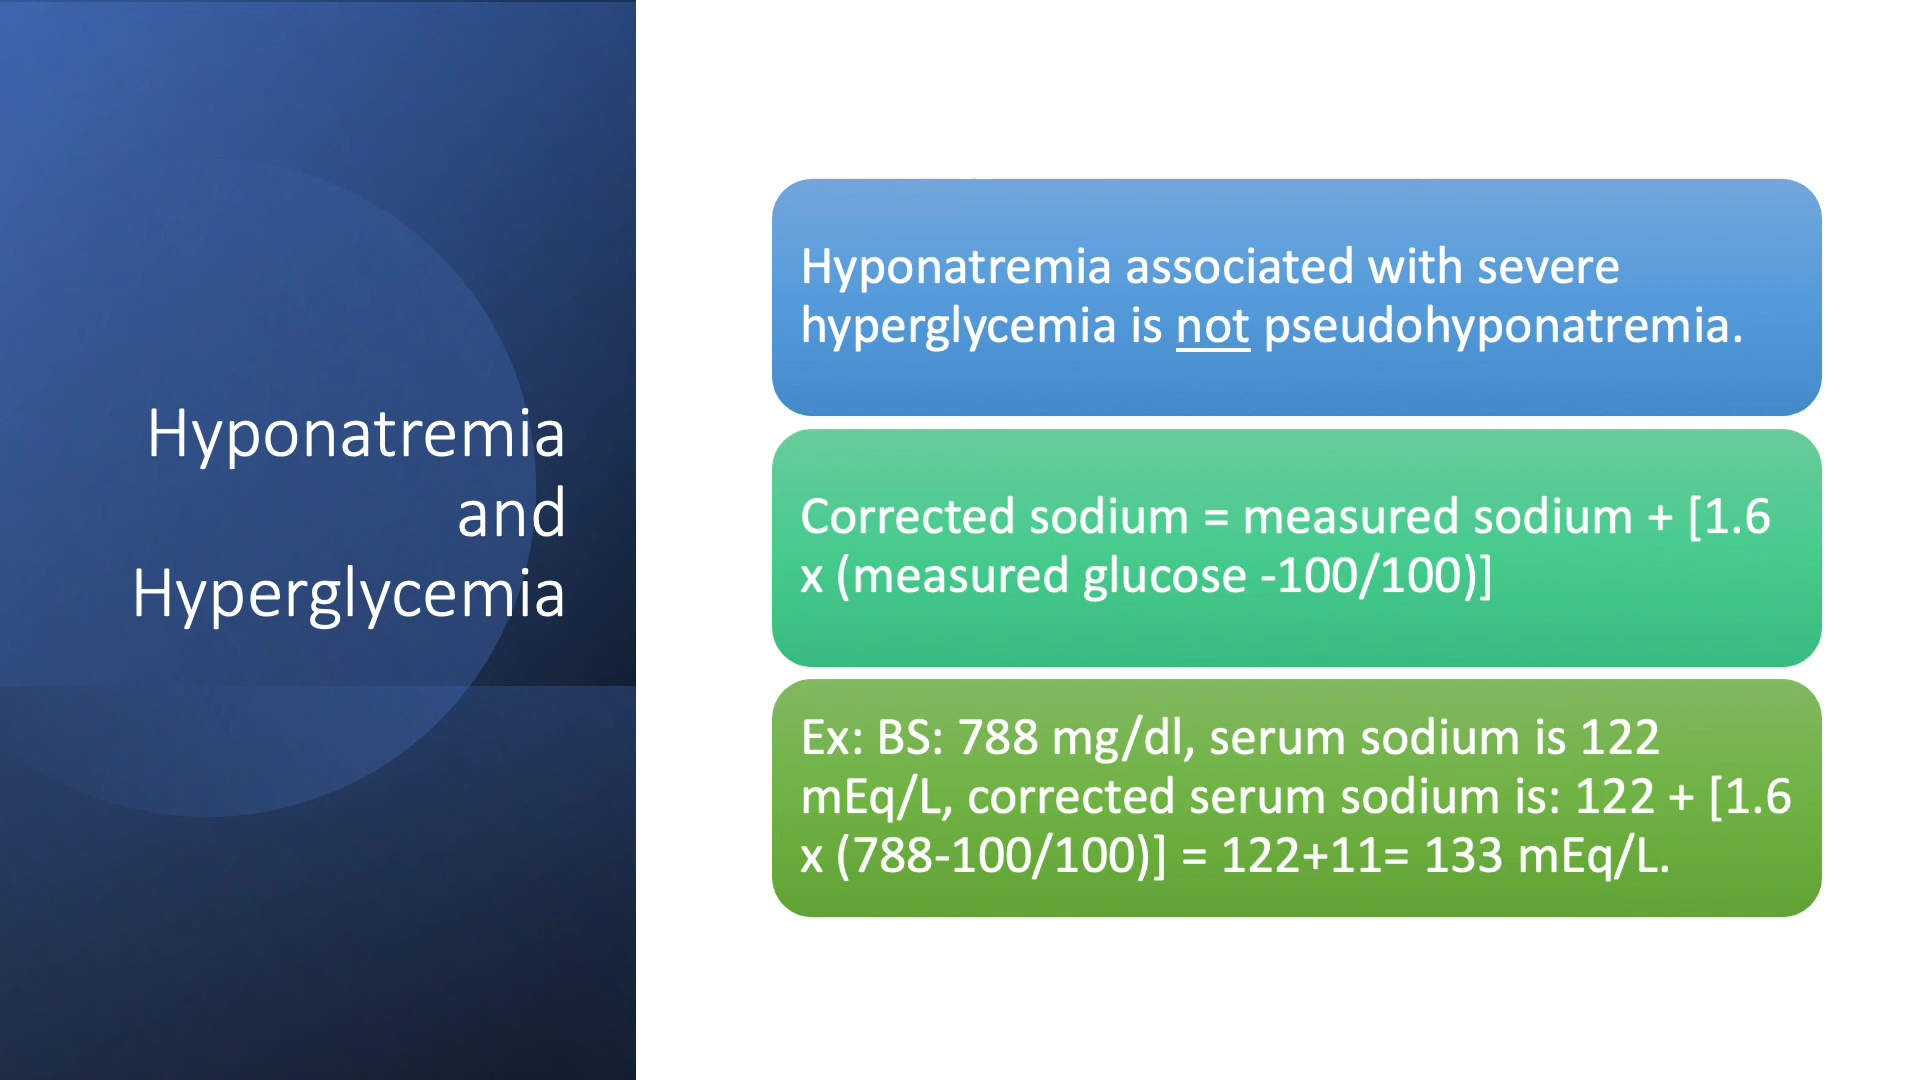 Hyponatremia
and
Hyperglycemia
Hyponatremia associated with severe
hyperglycemia is not pseudohyponatremia.
Corrected sodium = measured sodium + [1.6
x (measured glucose -100/100)]
Ex: BS: 788 mg/dl, serum sodium is 122
mEq/L, corrected serum sodium is: 122 + [1.6
x (788-100/100)] = 122+11= 133 mEq/L.